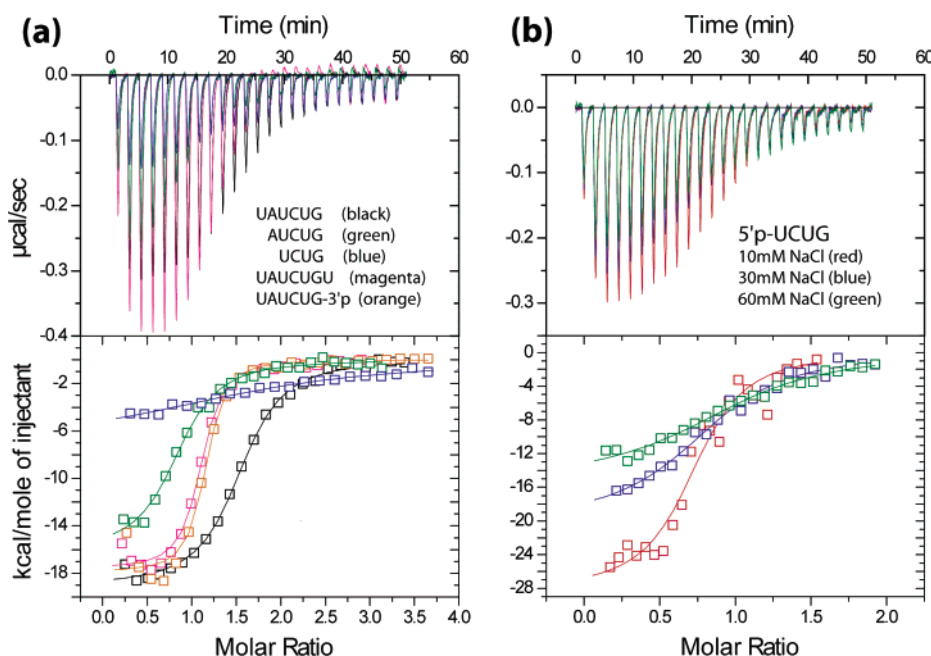 (a)
Time (min)
0 10 20 30 40 50 60
0.0
-0.1
-0.2
-0.3
-0.4
µcal/sec
UAUCUG (black)
AUCUG (green)
UCUG (blue)
UAUCUGU (magenta)
UAUCUG-3'p (orange)
-2
-6
-10
-14
-18
kcal/mole of injectant
0.0 0.5 1.0 1.5 2.0 2.5 3.0 3.5 4.0
Molar Ratio
(b)
Time (min)
0 10 20 30 40 50 60
0.0
-0.1
-0.2
-0.3
5'p-UCUG
10mM NaCl (red)
30mM NaCl (blue)
60mM NaCl (green)
0
-4
-8
-12
-16
-20
-24
-28
0.0 0.5 1.0 1.5 2.0
Molar Ratio